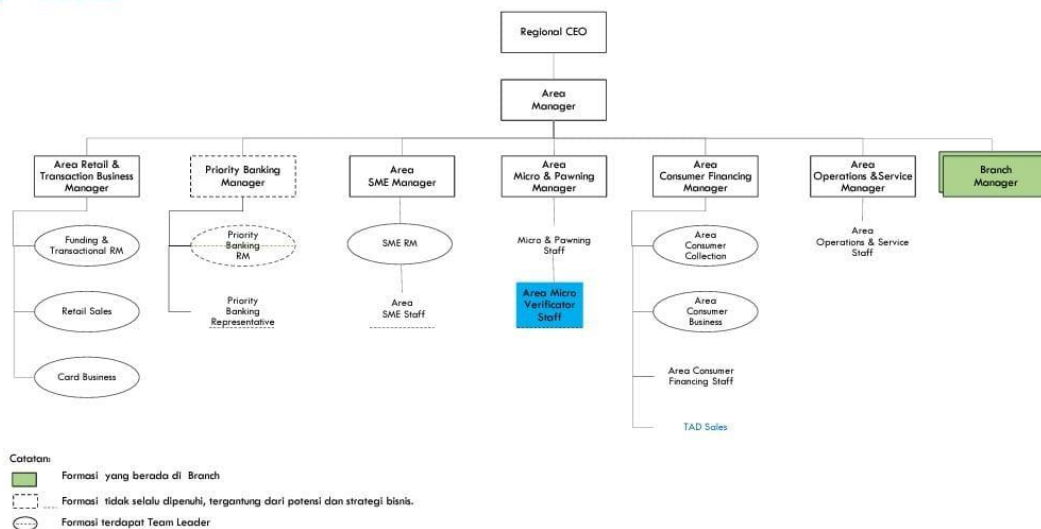 Regional CEO
Area
Manager
Area Retail &
Transaction Business
Manager
Priority Banking
Manager
Area
SME Manager
Area
Micro & Pawning
Manager
Area
Consumer Financing
Manager
Area
Operations &Service
Manager
Branch
Manager
Funding &
Transactional RM
Retail Sales
Card Business
Priority
Banking
RM
Priority
Banking
Representative
SME RM
Area
SME Staff
Micro & Pawning
Staff
Area Micro
Verificator
Staff
Area
Consumer
Collection
Area
Consumer
Business
Area Consumer
Financing Staff
TAD Sales
Area
Operations & Service
Staff
Catatan:
Formasi yang berada di Branch
Formasi tidak selalu dipenuhi, tergantung dari potensi dan strategi bisnis.
Formasi terdapat Team Leader